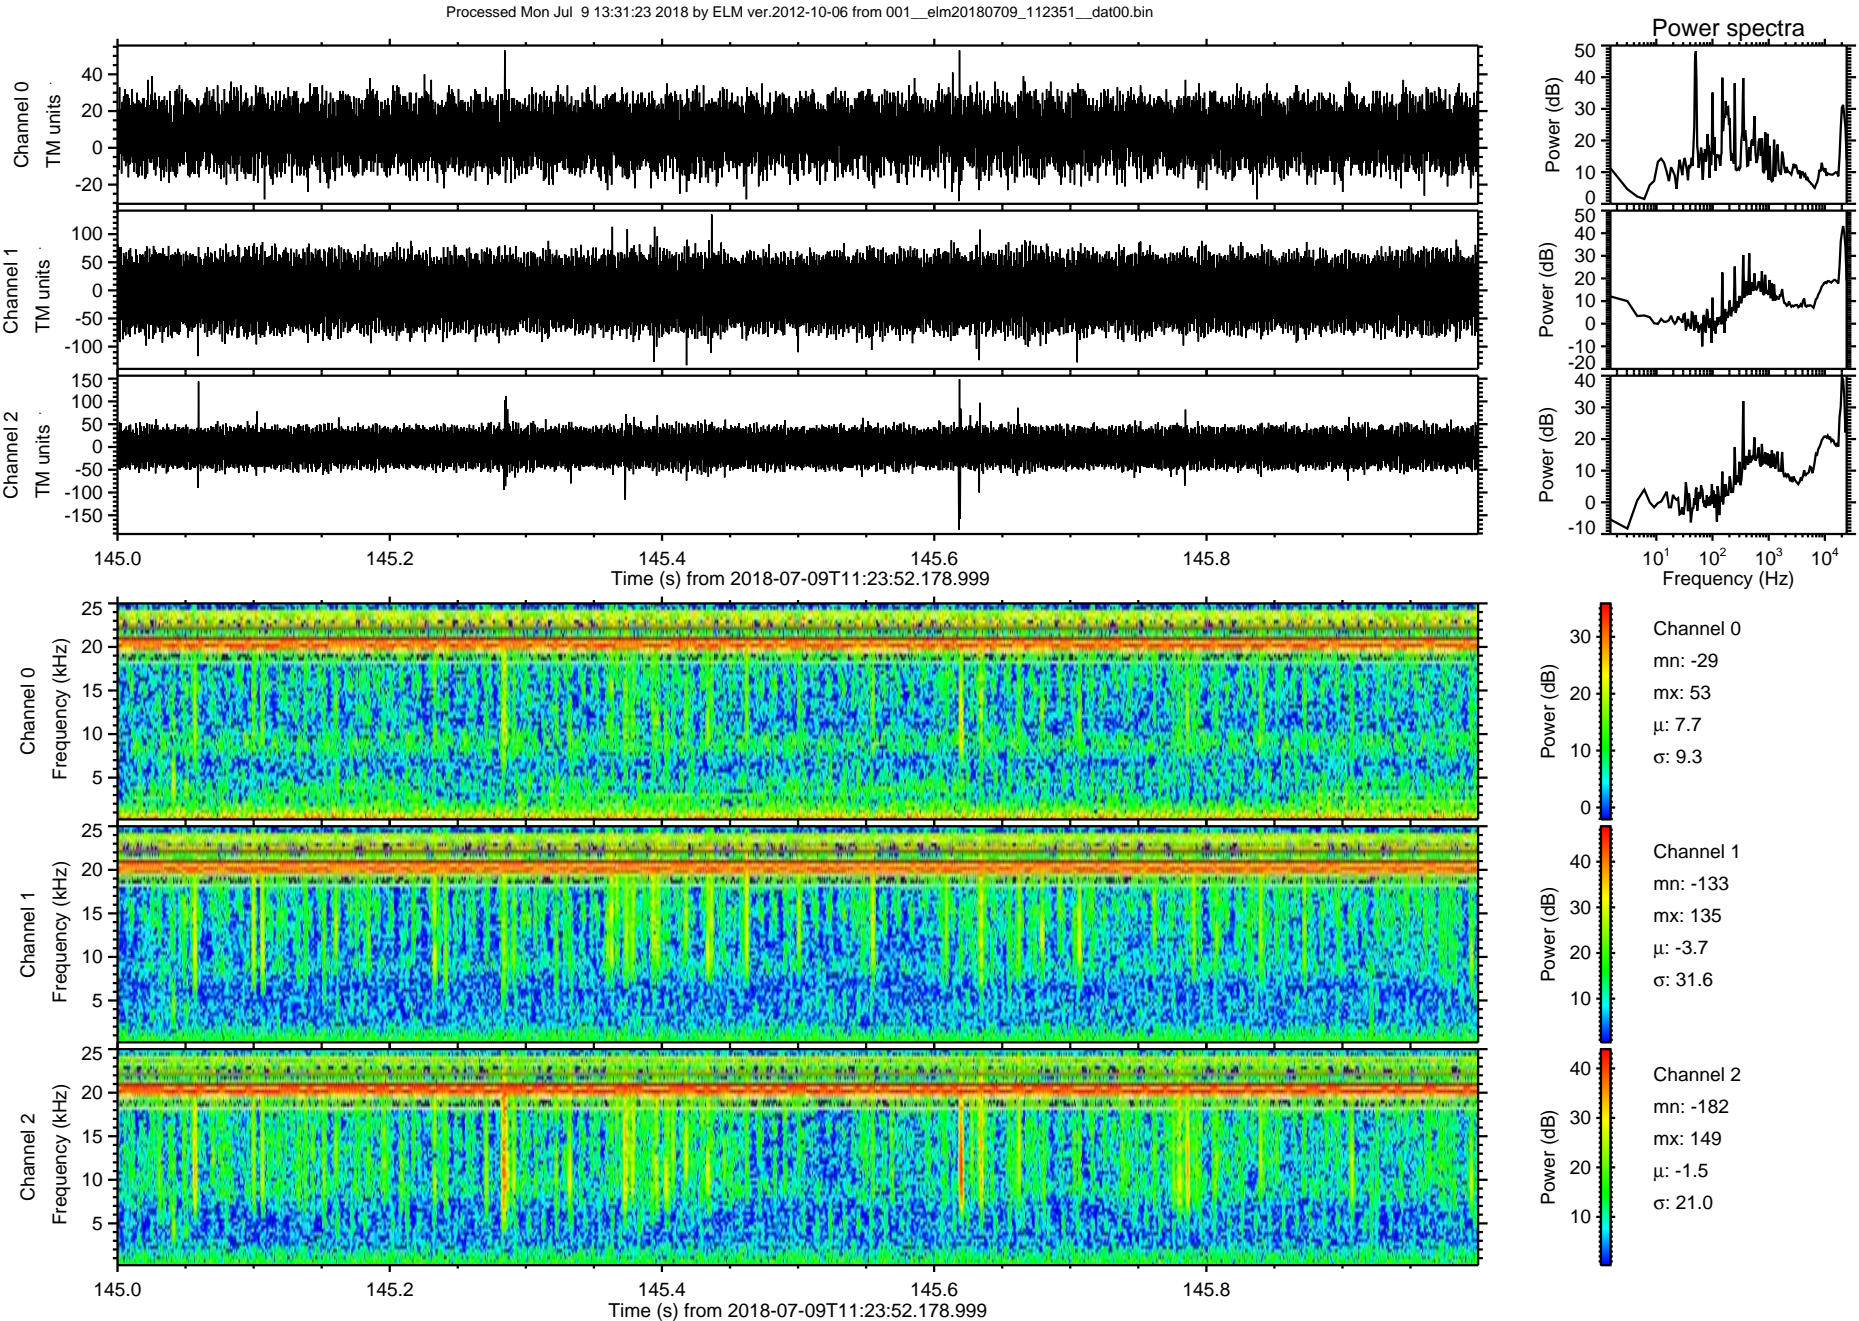 Processed Mon Jul 9 13:31:23 2018 by ELM ver.2012-10-06 from 001__elm20180709_112351__dat00.bin
Power spectra
Channel 0
TM units
40
20
0
-20
Power (dB)
50
40
30
20
10
0
Channel 1
TM units
100
50
0
-50
-100
Power (dB)
50
40
30
20
10
0
-10
-20
Channel 2
TM units
150
100
50
0
-50
-100
-150
Power (dB)
40
30
20
10
0
-10
145.0 145.2 145.4 145.6 145.8
Time (s) from 2018-07-09T11:23:52.178.999
10^1 10^2 10^3 10^4
Frequency (Hz)
Channel 0
Frequency (kHz)
25
20
15
10
5
Power (dB)
30
20
10
0
Channel 0
mn: -29
mx: 53
μ: 7.7
σ: 9.3
Channel 1
Frequency (kHz)
25
20
15
10
5
Power (dB)
40
30
20
10
Channel 1
mn: -133
mx: 135
μ: -3.7
σ: 31.6
Channel 2
Frequency (kHz)
25
20
15
10
5
Power (dB)
40
30
20
10
Channel 2
mn: -182
mx: 149
μ: -1.5
σ: 21.0
145.0 145.2 145.4 145.6 145.8
Time (s) from 2018-07-09T11:23:52.178.999